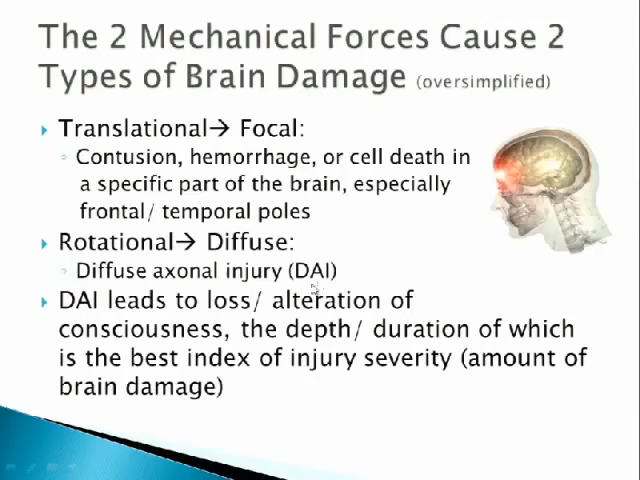 The 2 Mechanical Forces Cause 2
Types of Brain Damage (oversimplified)
Translational→ Focal:
Contusion, hemorrhage, or cell death in
a specific part of the brain, especially
frontal/ temporal poles
Rotational→ Diffuse:
Diffuse axonal injury (DAI)
DAI leads to loss/ alteration of
consciousness, the depth/ duration of which
is the best index of injury severity (amount of
brain damage)